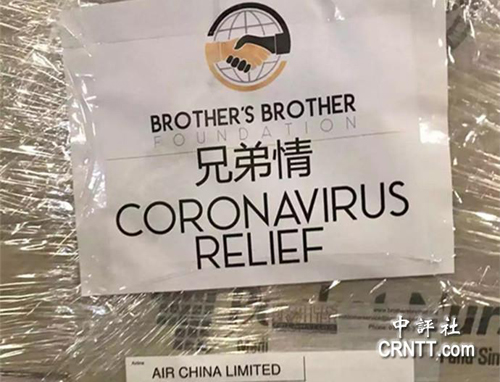 BROTHER'S BROTHER
FOUNDATION
兄弟情
CORONAVIRUS
RELIEF
中評社
CRNTT.com
AIR CHINA LIMITED